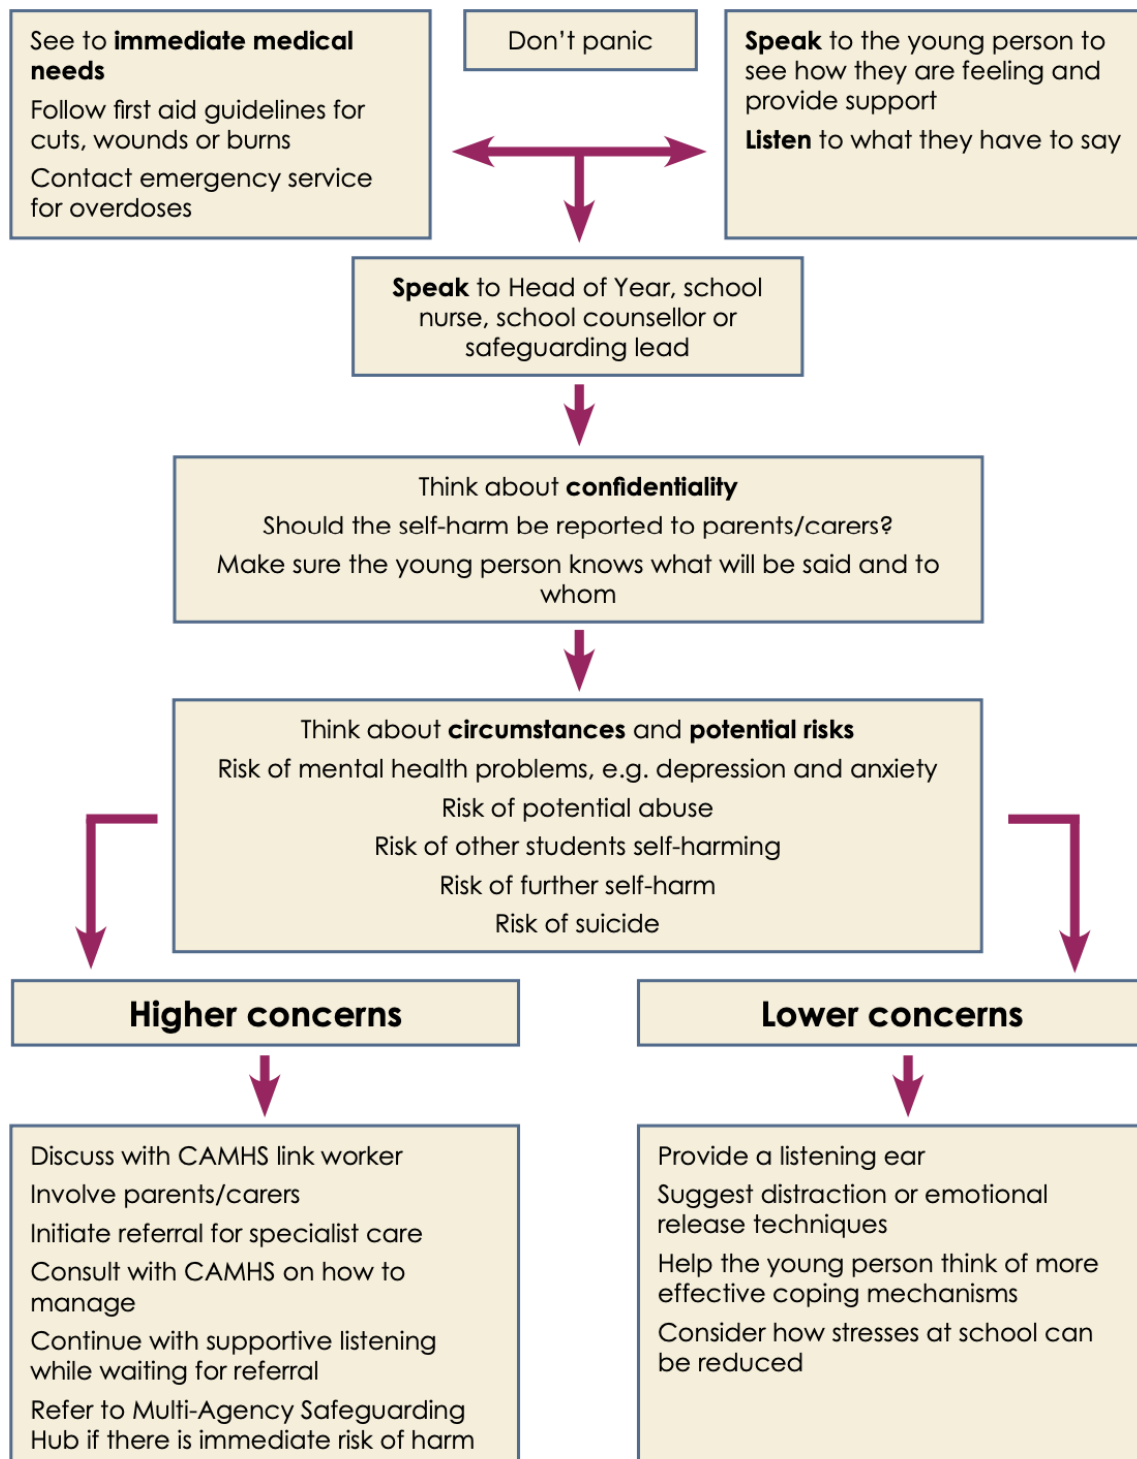 See to immediate medical
needs
Follow first aid guidelines for
cuts, wounds or burns
Contact emergency service
for overdoses
Don’t panic
Speak to the young person to
see how they are feeling and
provide support
Listen to what they have to say
Speak to Head of Year, school
nurse, school counsellor or
safeguarding lead
Think about confidentiality
Should the self-harm be reported to parents/carers?
Make sure the young person knows what will be said and to
whom
Think about circumstances and potential risks
Risk of mental health problems, e.g. depression and anxiety
Risk of potential abuse
Risk of other students self-harming
Risk of further self-harm
Risk of suicide
Higher concerns
Discuss with CAMHS link worker
Involve parents/carers
Initiate referral for specialist care
Consult with CAMHS on how to
manage
Continue with supportive listening
while waiting for referral
Refer to Multi-Agency Safeguarding
Hub if there is immediate risk of harm
Lower concerns
Provide a listening ear
Suggest distraction or emotional
release techniques
Help the young person think of more
effective coping mechanisms
Consider how stresses at school can
be reduced